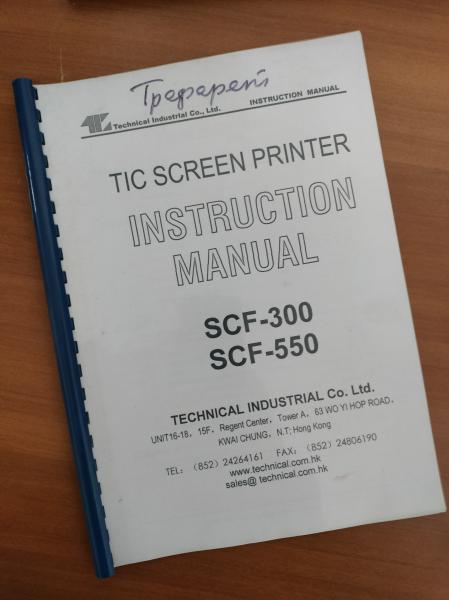 Трафарет
Technical Industrial Co., Ltd. INSTRUCTION MANUAL
TIC SCREEN PRINTER
INSTRUCTION
MANUAL
SCF-300
SCF-550
TECHNICAL INDUSTRIAL Co. Ltd.
UNIT16-18, 15F, Regent Center, Tower A, 63 WO YI HOP ROAD,
KWAI CHUNG, N.T; Hong Kong
TEL: (852) 24264161 FAX: (852) 24806190
www.technical.com.hk
sales@ technical.com.hk